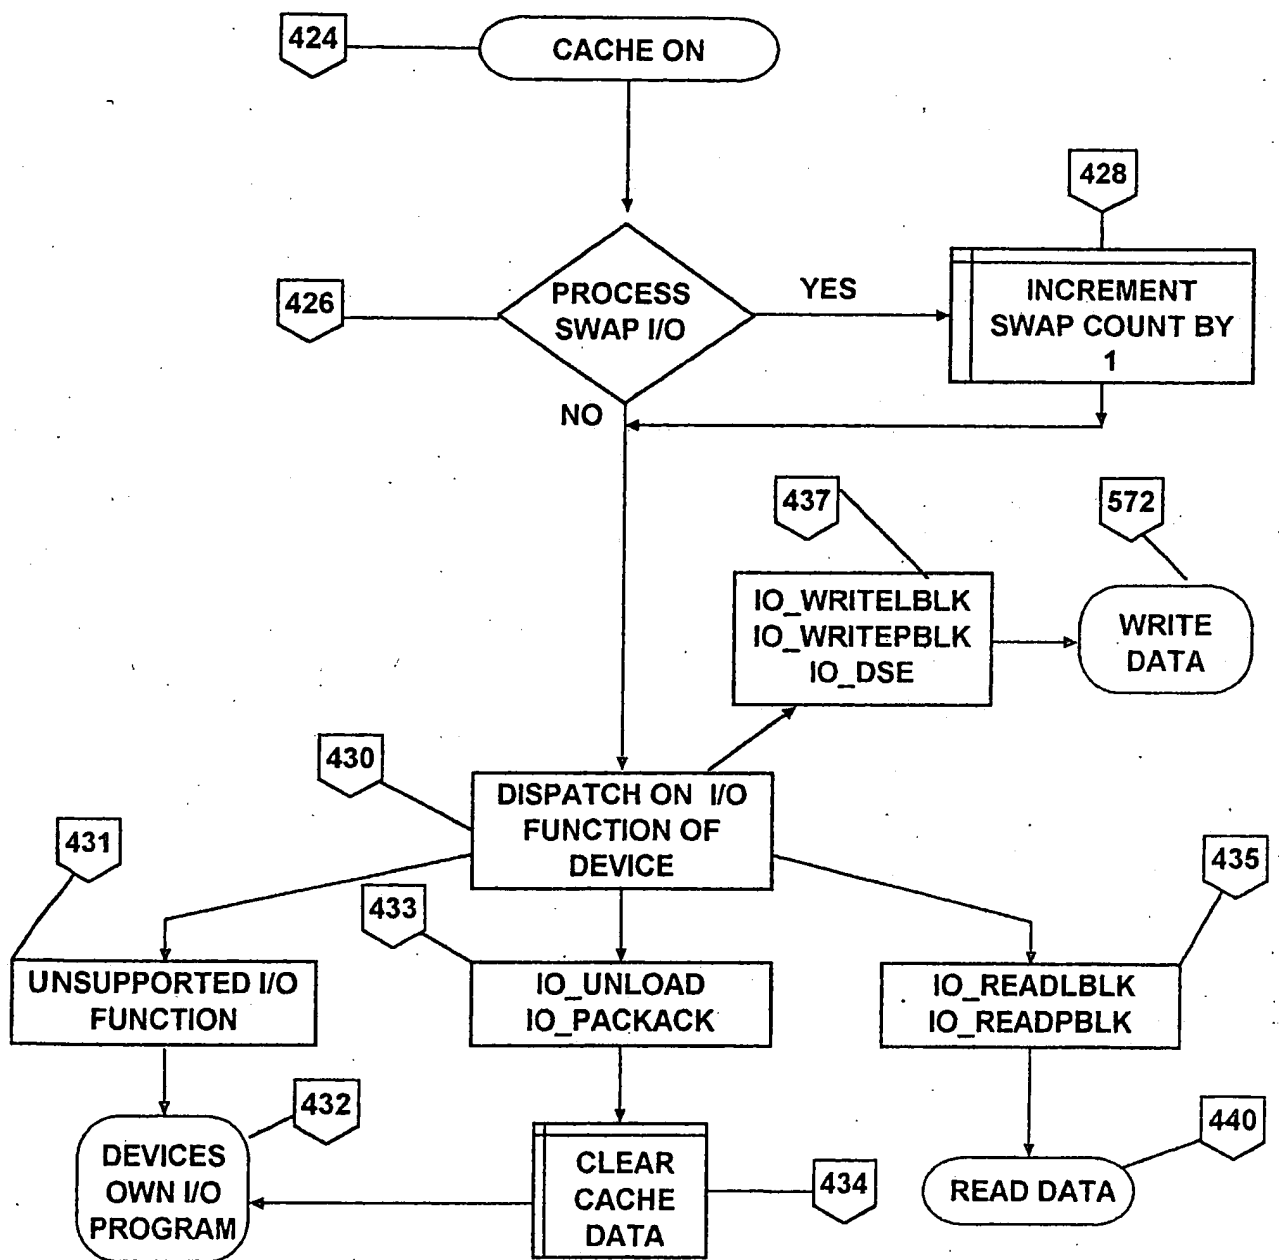 424
CACHE ON
428
426
PROCESS
SWAP I/O
YES
INCREMENT
SWAP COUNT BY
1
NO
437
572
IO_WRITELBLK
IO_WRITEPBLK
IO_DSE
WRITE
DATA
430
DISPATCH ON I/O
FUNCTION OF
DEVICE
431
433
435
UNSUPPORTED I/O
FUNCTION
IO_UNLOAD
IO_PACKACK
IO_READLBLK
IO_READPBLK
432
DEVICES
OWN I/O
PROGRAM
CLEAR
CACHE
DATA
434
440
READ DATA